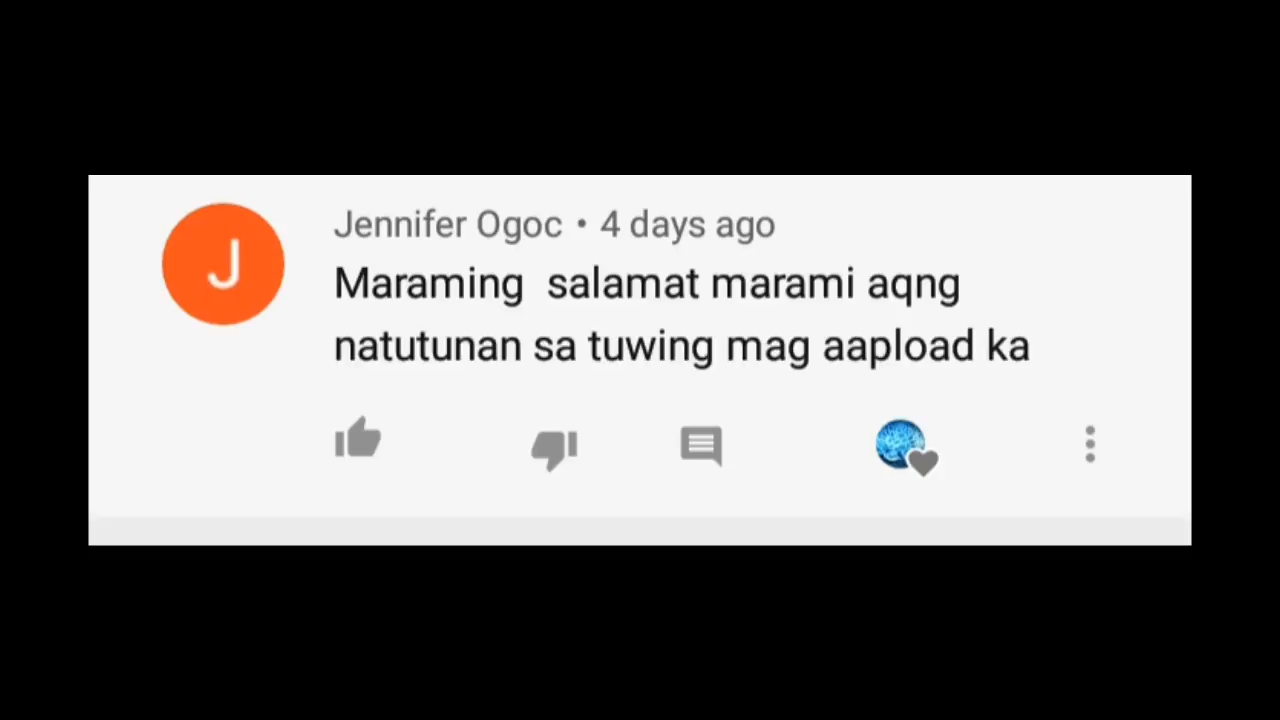 J
Jennifer Ogoc • 4 days ago
Maraming  salamat marami aqng
natutunan sa tuwing mag aapload ka